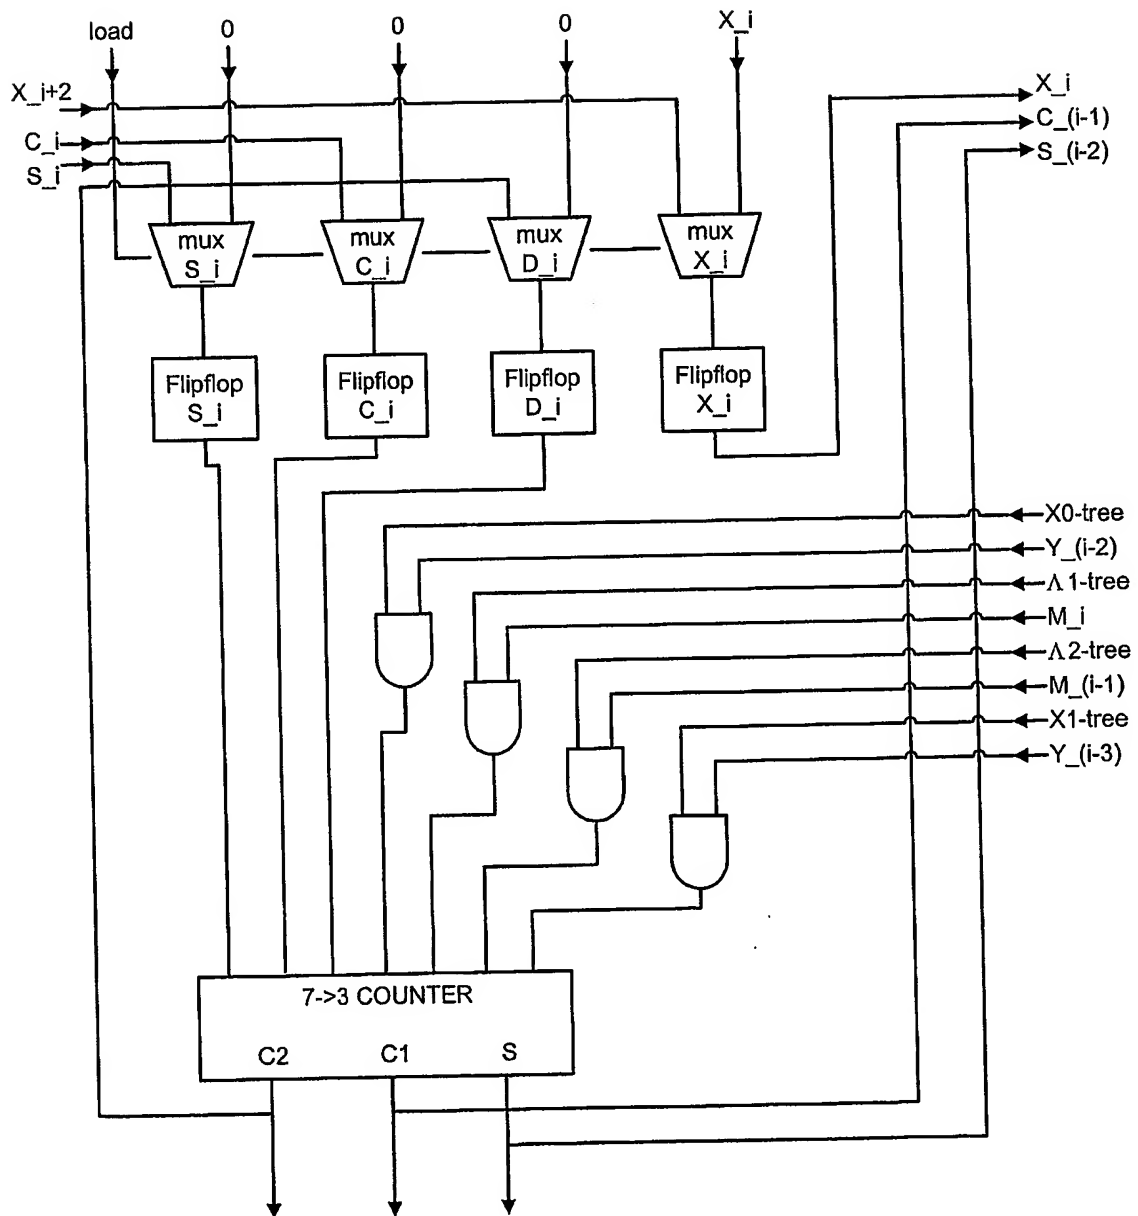 load
0
0
0
X_i
X_i+2
C_i
S_i
X_i
C_(i-1)
S_(i-2)
mux
S_i
mux
C_i
mux
D_i
mux
X_i
Flipflop
S_i
Flipflop
C_i
Flipflop
D_i
Flipflop
X_i
X0-tree
Y_(i-2)
Λ1-tree
M_i
Λ2-tree
M_(i-1)
X1-tree
Y_(i-3)
7->3 COUNTER
C2
C1
S